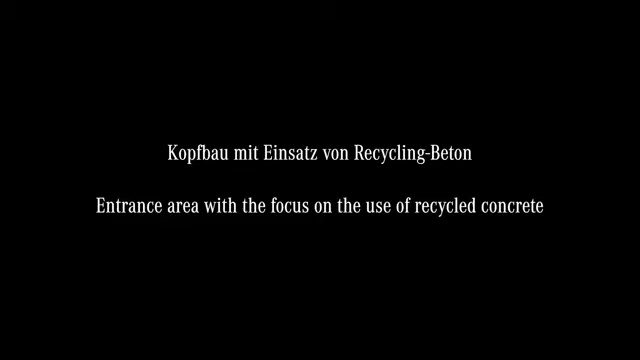 Kopfbau mit Einsatz von Recycling-Beton
Entrance area with the focus on the use of recycled concrete